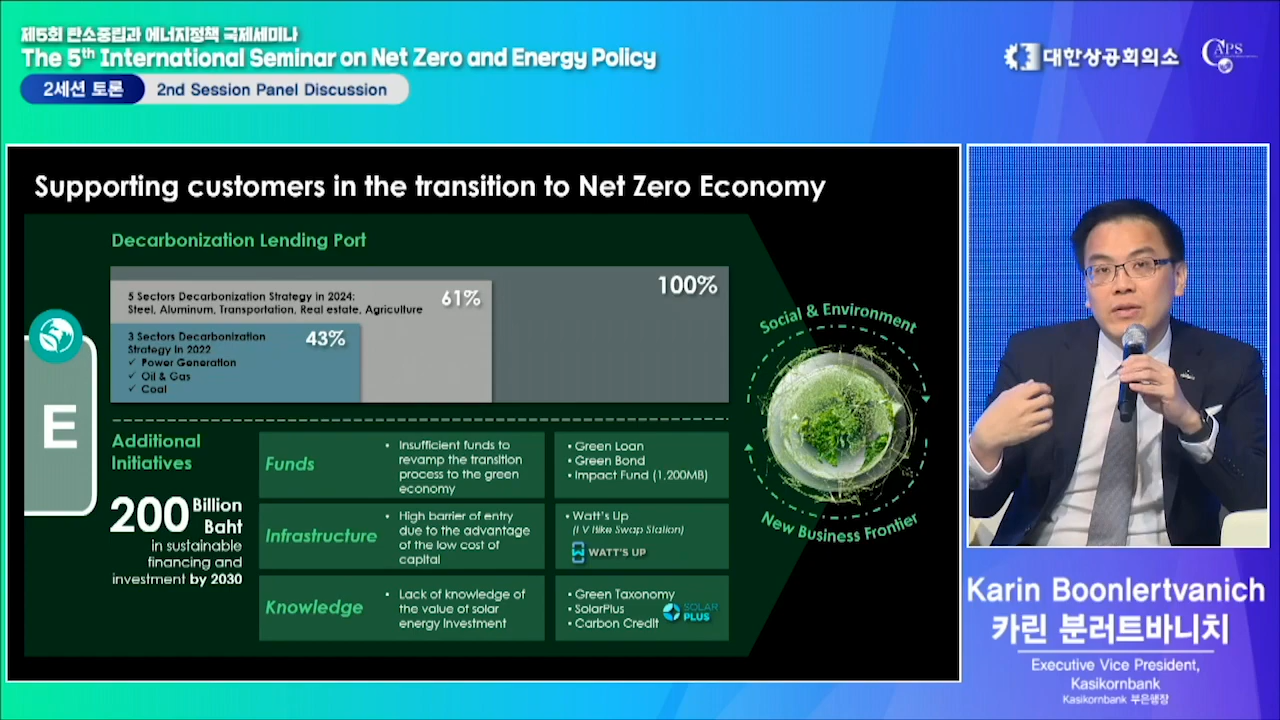 제5회 탄소중립과 에너지정책 국제세미나
The 5th International Seminar on Net Zero and Energy Policy
2세션 토론 2nd Session Panel Discussion
대한상공회의소
CAPS
Supporting customers in the transition to Net Zero Economy
Decarbonization Lending Port
100%
5 Sectors Decarbonization Strategy in 2024:
Steel, Aluminum, Transportation, Real estate, Agriculture
61%
3 Sectors Decarbonization
Strategy in 2022
✓ Power Generation
✓ Oil & Gas
✓ Coal
43%
E
Additional
Initiatives
200 Billion
Baht
in sustainable
financing and
investment by 2030
Funds
• Insufficient funds to
revamp the transition
process to the green
economy
• Green Loan
• Green Bond
• Impact Fund (1,200MB)
Infrastructure
• High barrier of entry
due to the advantage
of the low cost of
capital
• Watt's Up
Bike Swap Station)
WATT'S UP
Knowledge
• Lack of knowledge of
the value of solar
energy Investment
• Green Taxonomy
• SolarPlus
• Carbon Credit
SOLAR
PLUS
Social & Environment
New Business Frontier
Karin Boonlertvanich
카린 분러트바니치
Executive Vice President,
Kasikornbank
Kasikornbank 부은행장